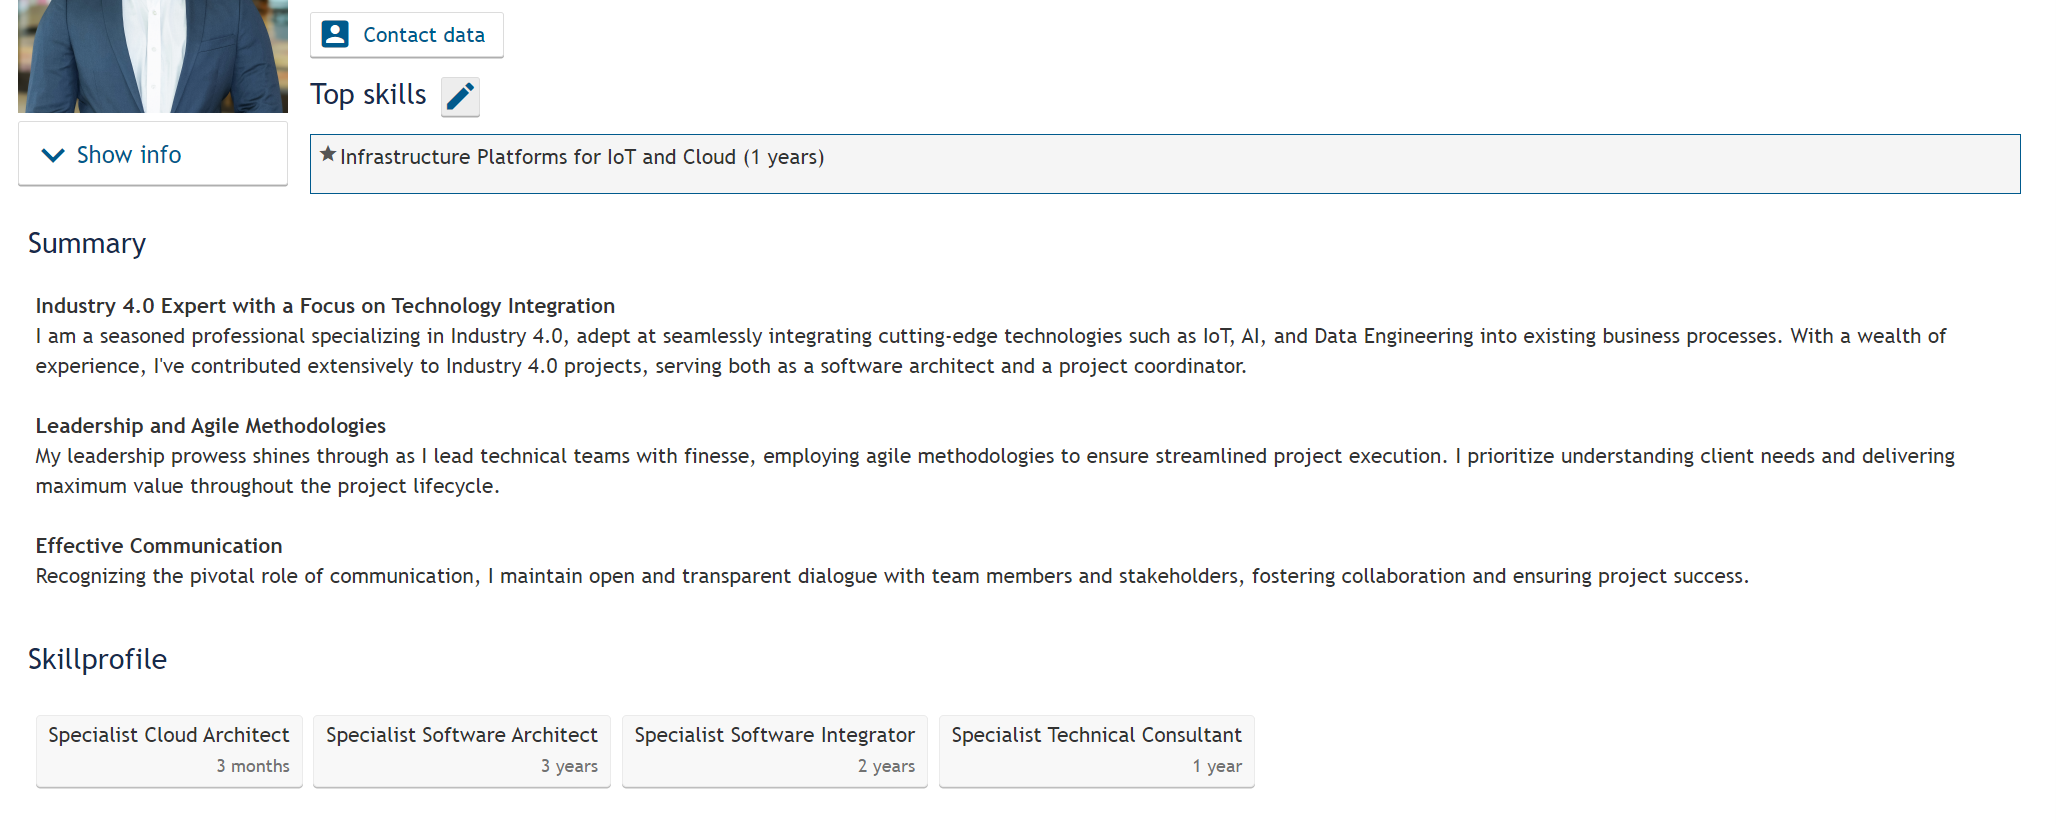 Contact data
Top skills
Show info
Infrastructure Platforms for IoT and Cloud (1 years)
Summary
Industry 4.0 Expert with a Focus on Technology Integration
I am a seasoned professional specializing in Industry 4.0, adept at seamlessly integrating cutting-edge technologies such as IoT, AI, and Data Engineering into existing business processes. With a wealth of
experience, I've contributed extensively to Industry 4.0 projects, serving both as a software architect and a project coordinator.
Leadership and Agile Methodologies
My leadership prowess shines through as I lead technical teams with finesse, employing agile methodologies to ensure streamlined project execution. I prioritize understanding client needs and delivering
maximum value throughout the project lifecycle.
Effective Communication
Recognizing the pivotal role of communication, I maintain open and transparent dialogue with team members and stakeholders, fostering collaboration and ensuring project success.
Skillprofile
Specialist Cloud Architect
3 months
Specialist Software Architect
3 years
Specialist Software Integrator
2 years
Specialist Technical Consultant
1 year